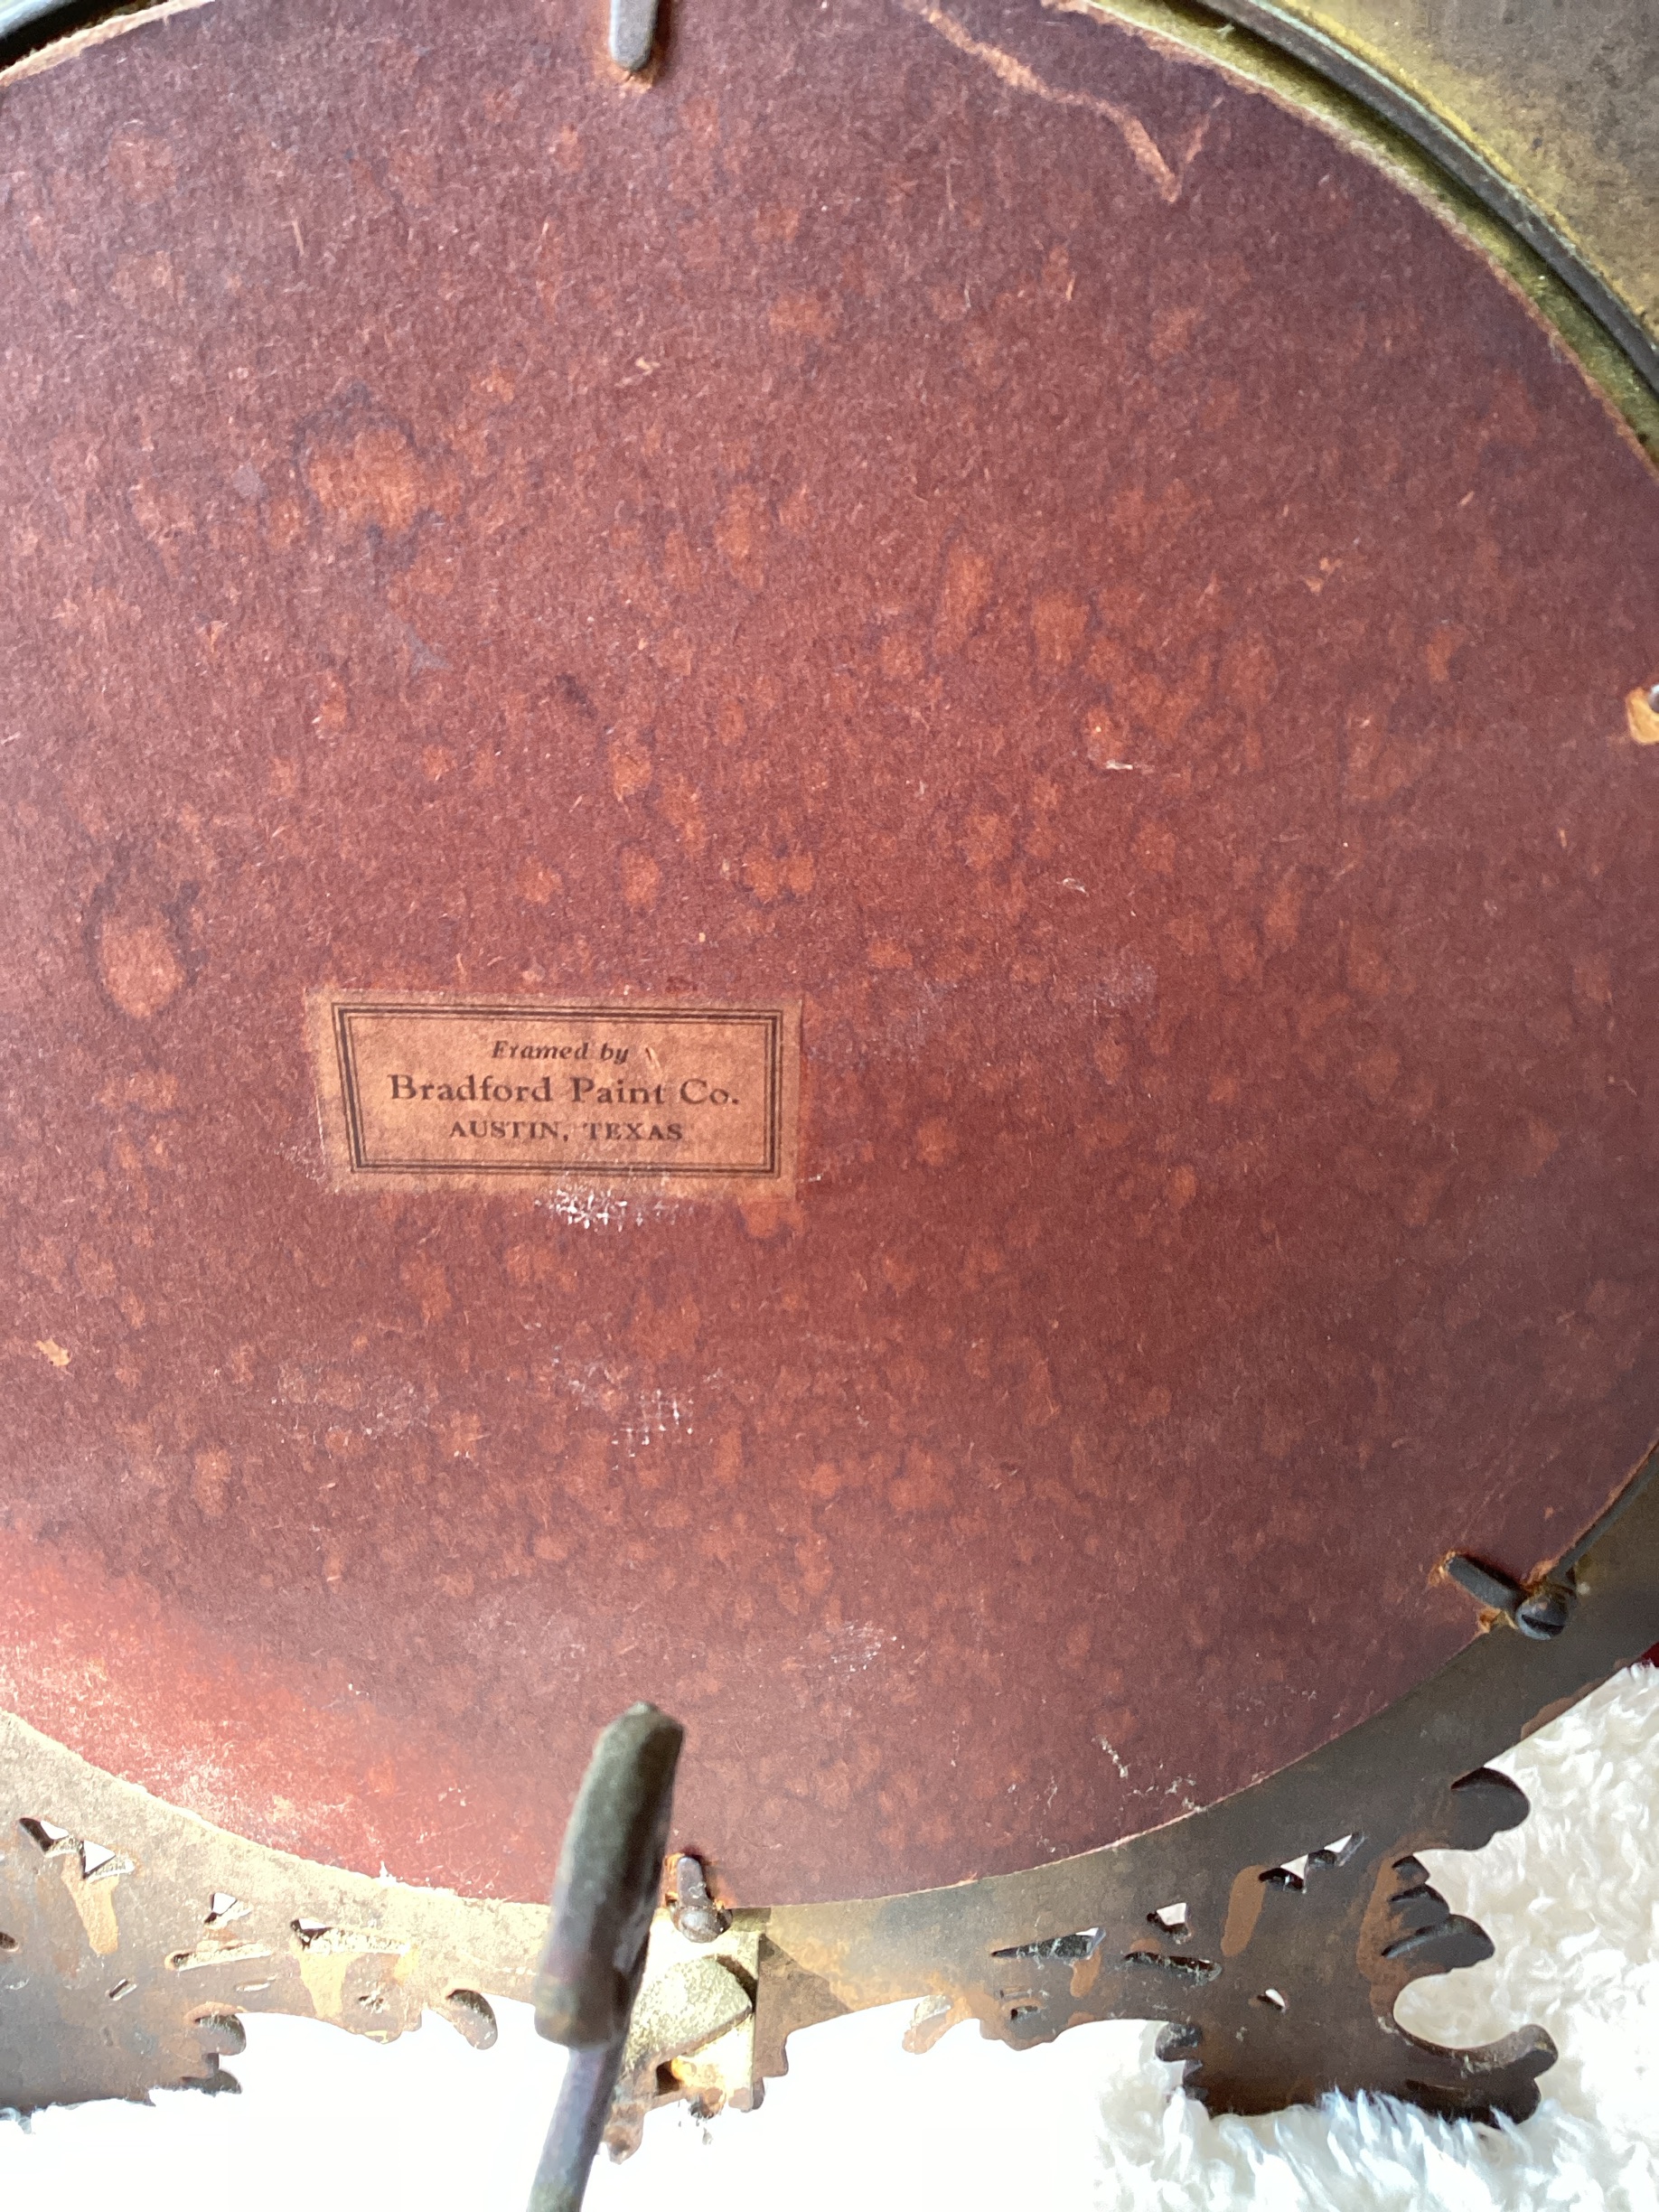 Framed by
Bradford Paint Co.
AUSTIN, TEXAS